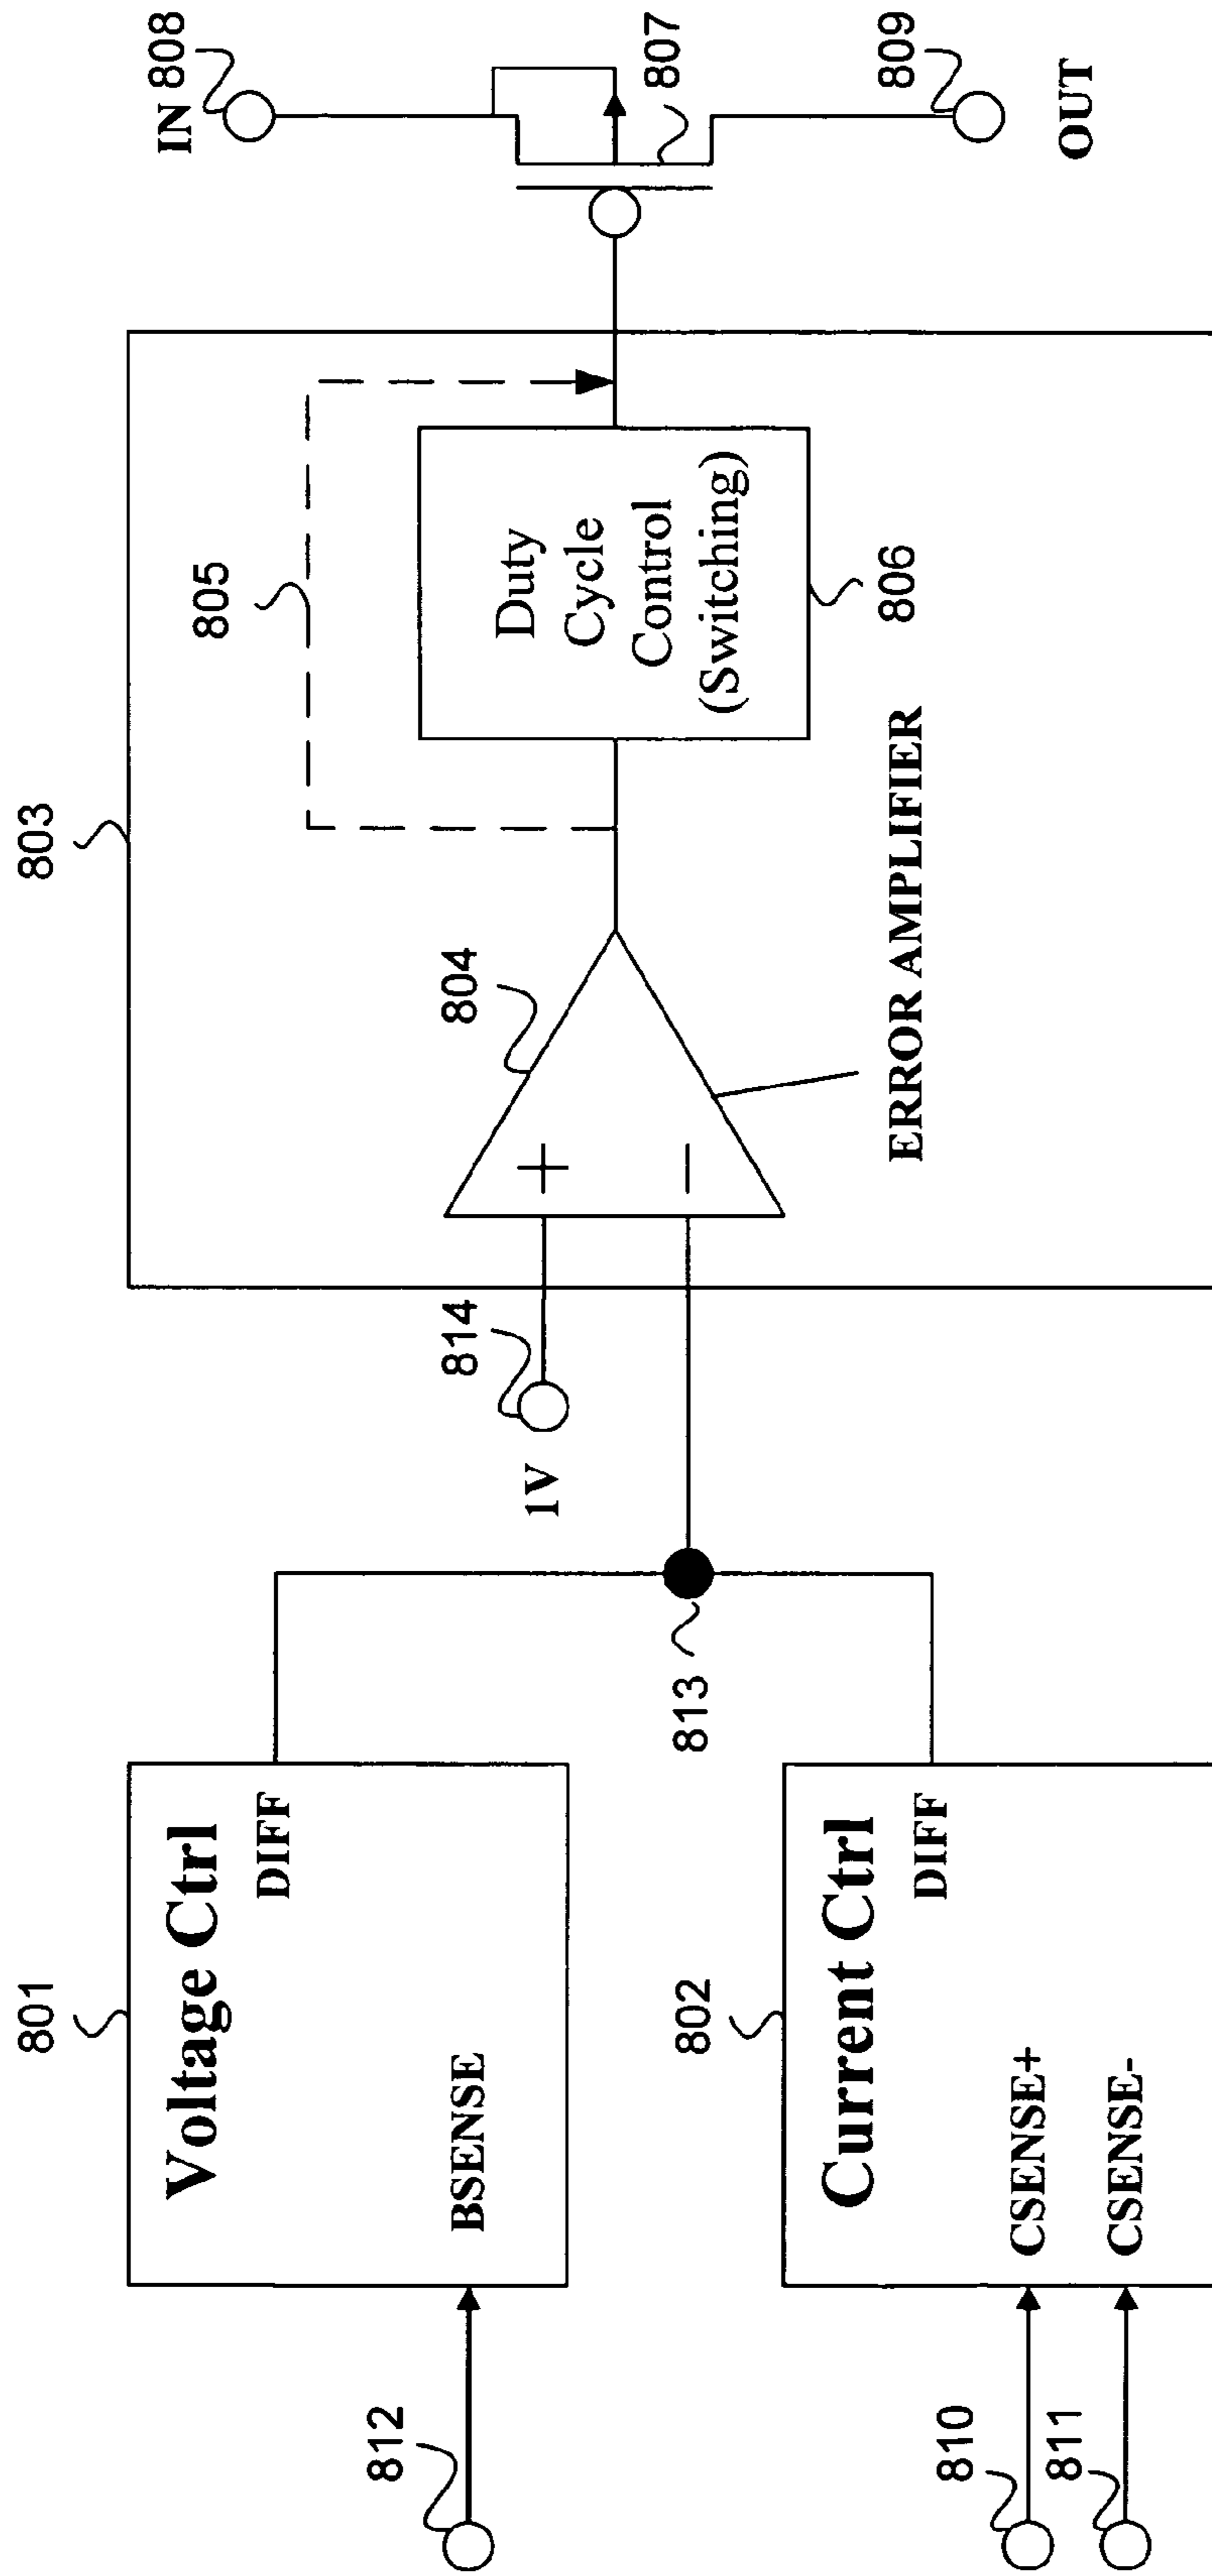 801
Voltage Ctrl
DIFF
BSENSE
812
802
Current Ctrl
DIFF
CSENSE+
CSENSE-
810
811
813
1V
814
803
804
+
−
ERROR AMPLIFIER
805
Duty
Cycle
Control
(Switching)
806
IN
808
807
809
OUT